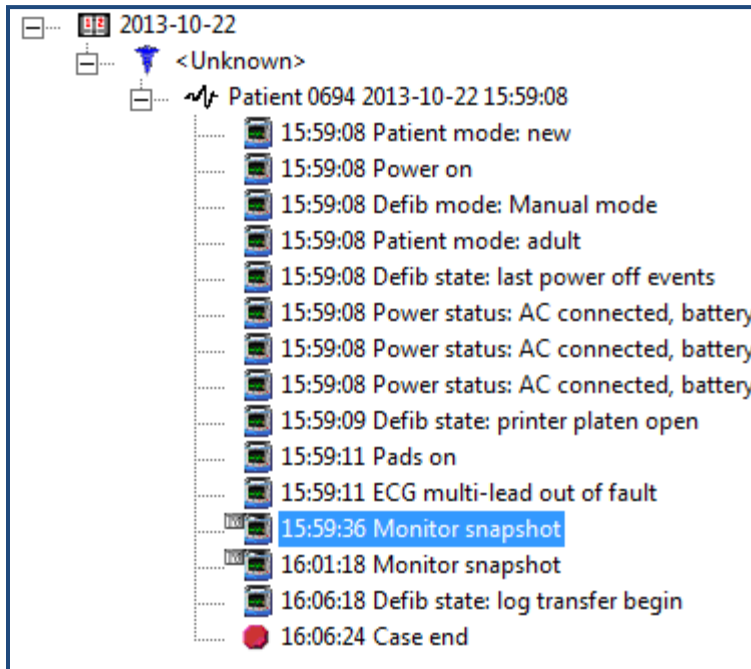 2013-10-22
<Unknown>
Patient 0694 2013-10-22 15:59:08
15:59:08 Patient mode: new
15:59:08 Power on
15:59:08 Defib mode: Manual mode
15:59:08 Patient mode: adult
15:59:08 Defib state: last power off events
15:59:08 Power status: AC connected, battery
15:59:08 Power status: AC connected, battery
15:59:08 Power status: AC connected, battery
15:59:09 Defib state: printer platen open
15:59:11 Pads on
15:59:11 ECG multi-lead out of fault
15:59:36 Monitor snapshot
16:01:18 Monitor snapshot
16:06:18 Defib state: log transfer begin
16:06:24 Case end